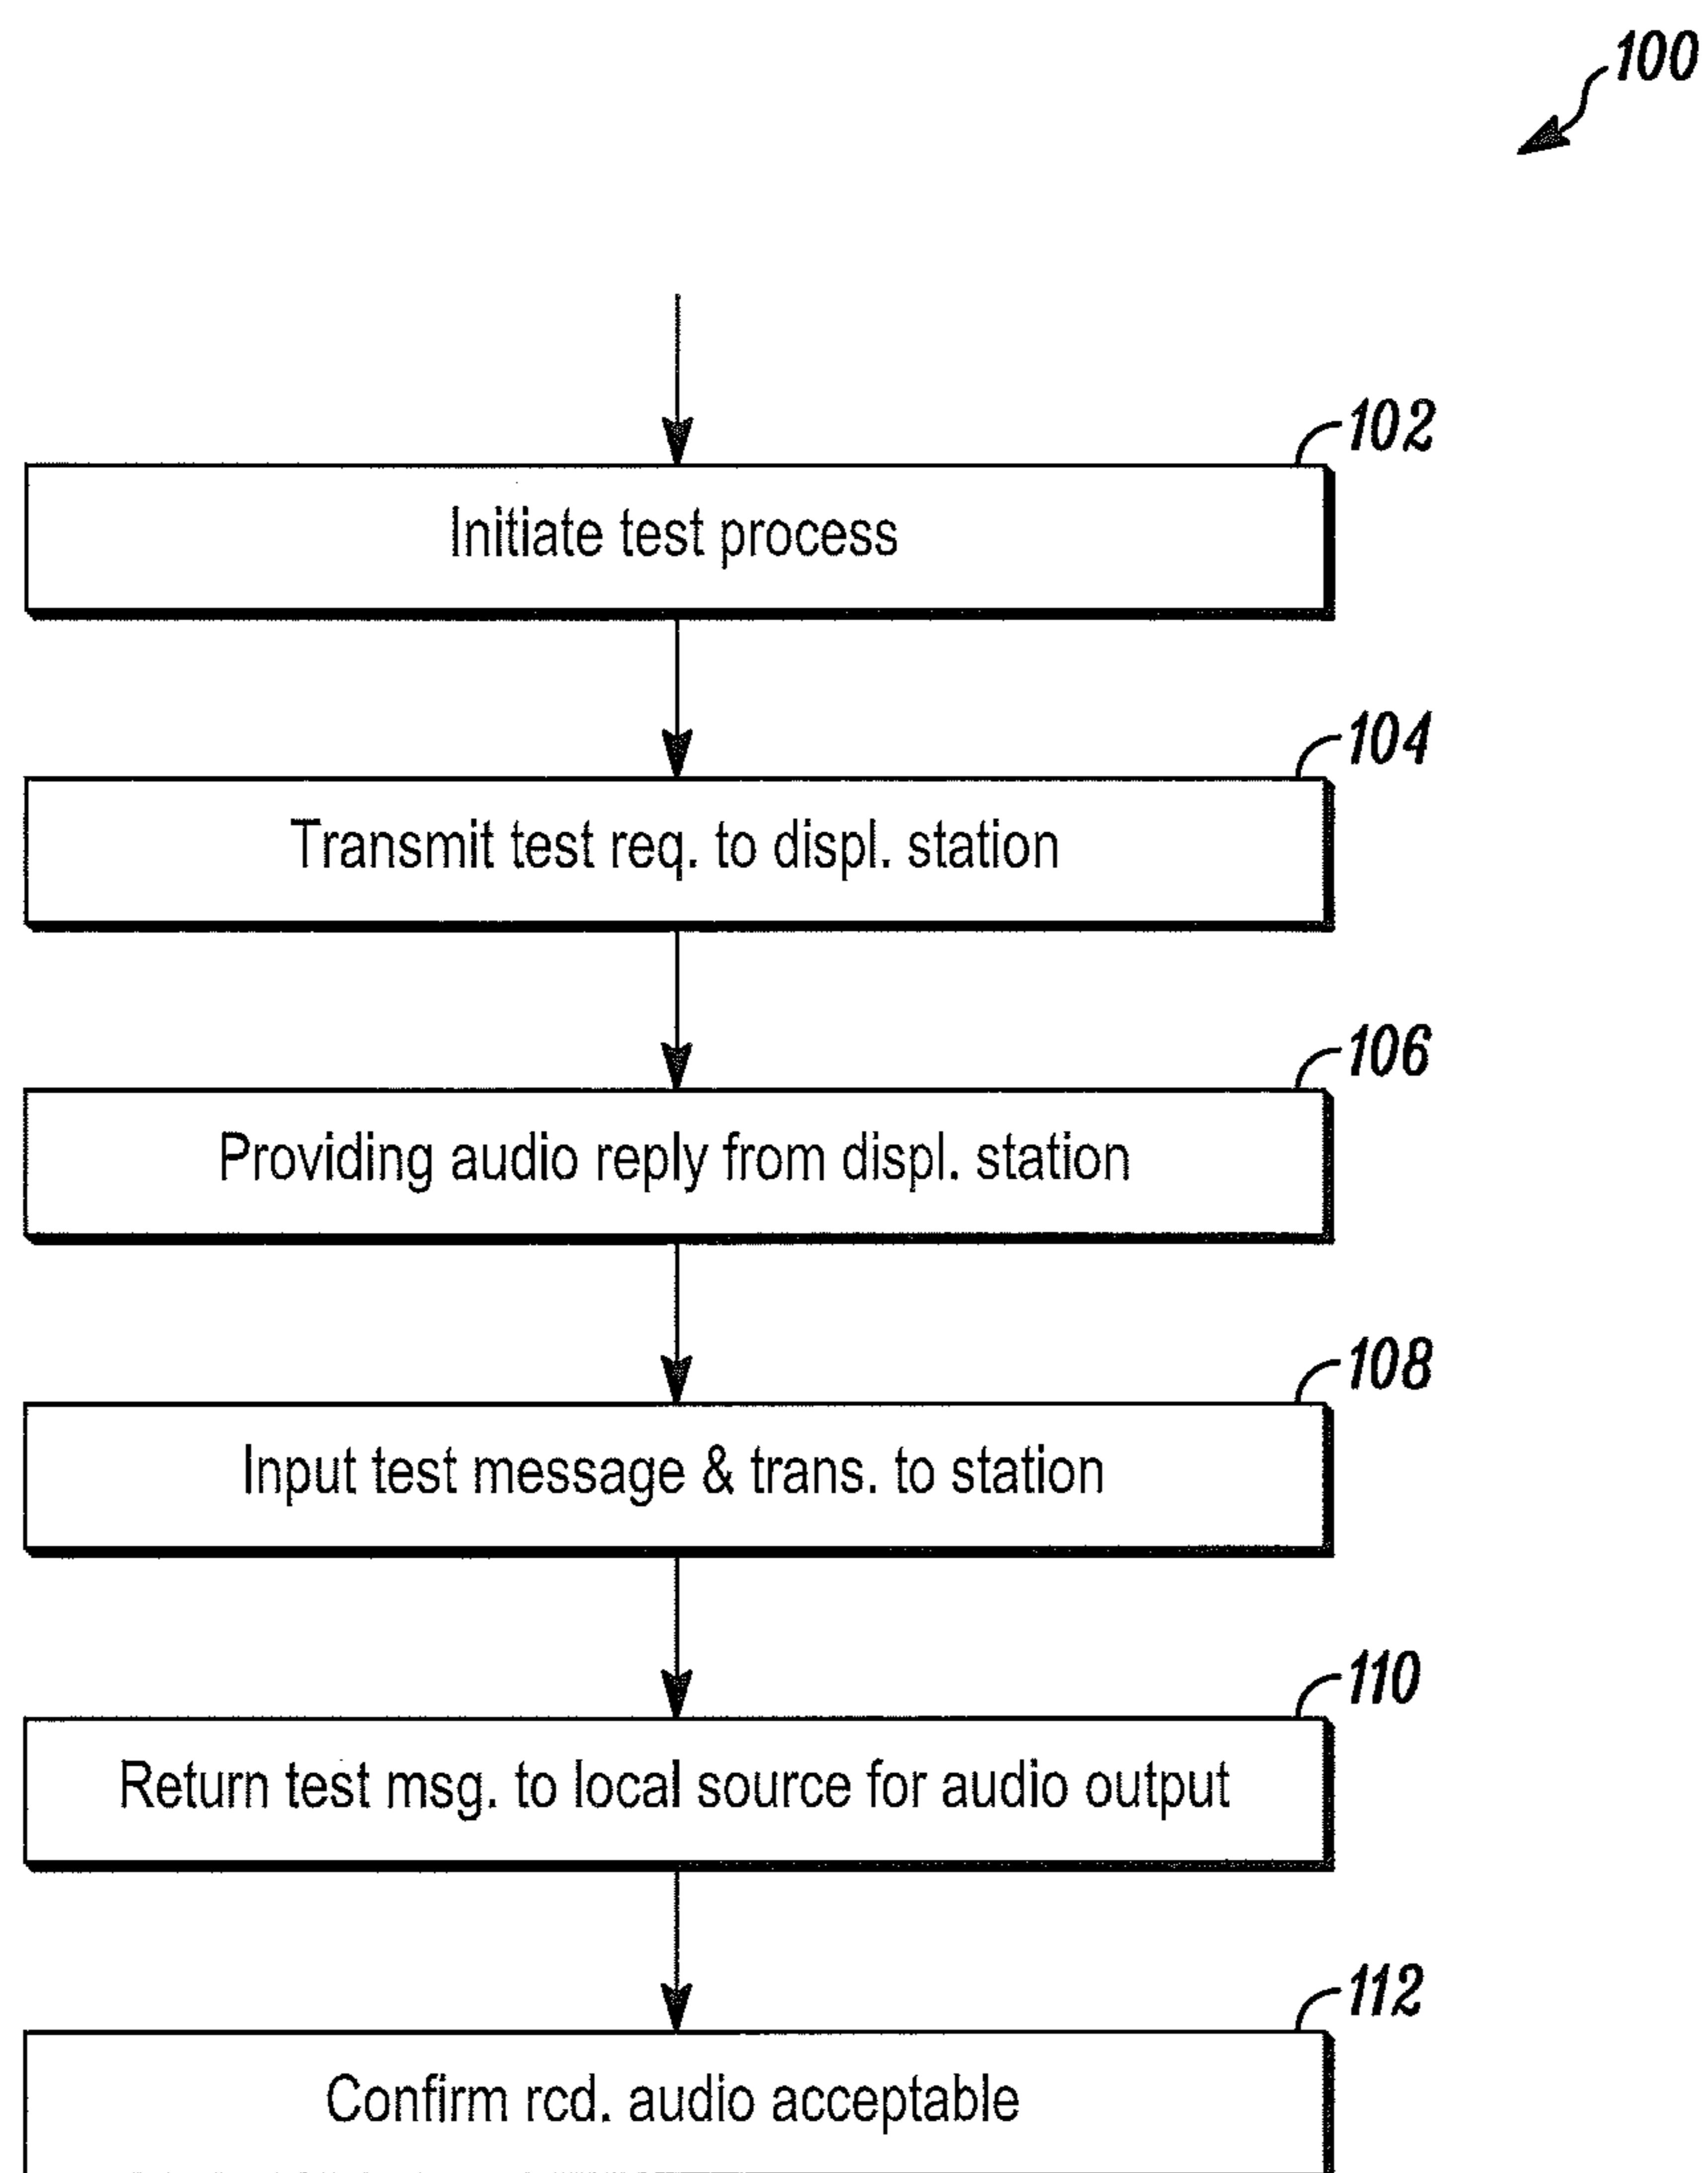 100
102
Initiate test process
104
Transmit test req. to displ. station
106
Providing audio reply from displ. station
108
Input test message & trans. to station
110
Return test msg. to local source for audio output
112
Confirm rcd. audio acceptable